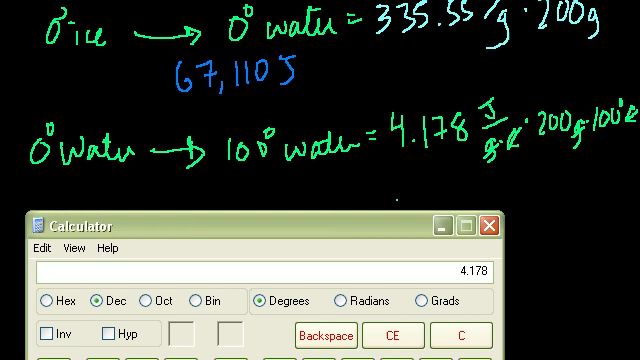 0° ice → 0° water = 335.55 J/g · 200g
67,110 J
0° water → 100° water = 4.178 J/g·K · 200g · 100°K
Calculator
Edit View Help
4.178
Hex Dec Oct Bin Degrees Radians Grads
Inv Hyp Backspace CE C